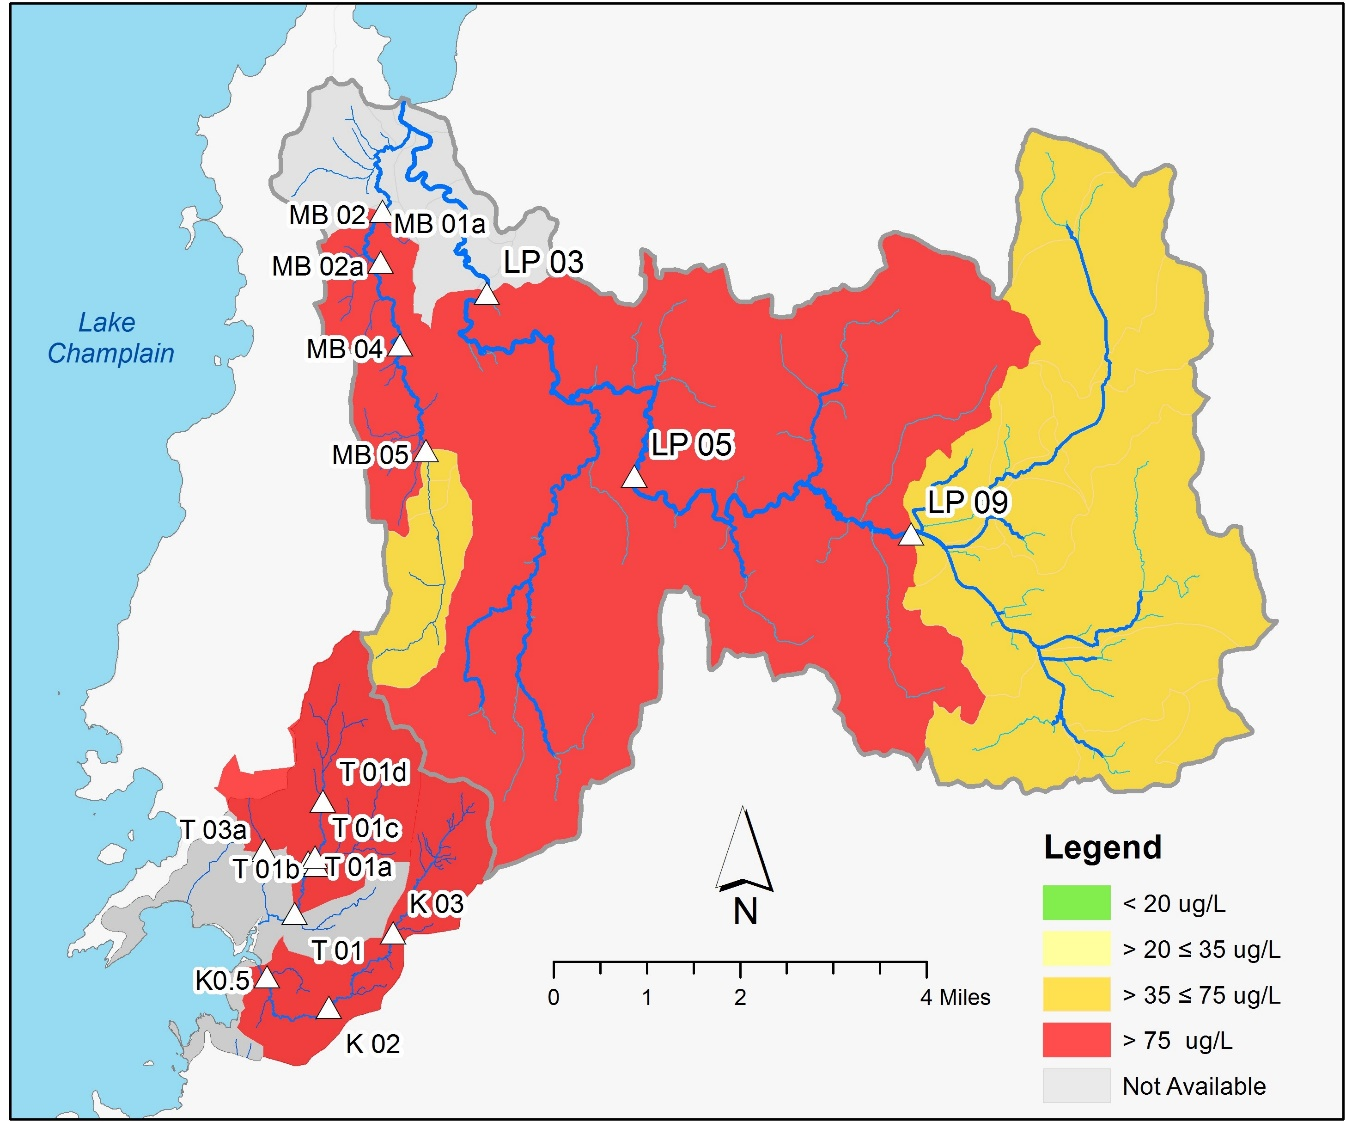 MB 02
MB 01a
LP 03
MB 02a
Lake
Champlain
MB 04
LP 05
MB 05
LP 09
T 01d
T 03a
T 01c
T 01b
T 01a
K 03
T 01
K0.5
K 02
N
0 1 2 4 Miles
Legend
< 20 ug/L
> 20 ≤ 35 ug/L
> 35 ≤ 75 ug/L
> 75 ug/L
Not Available